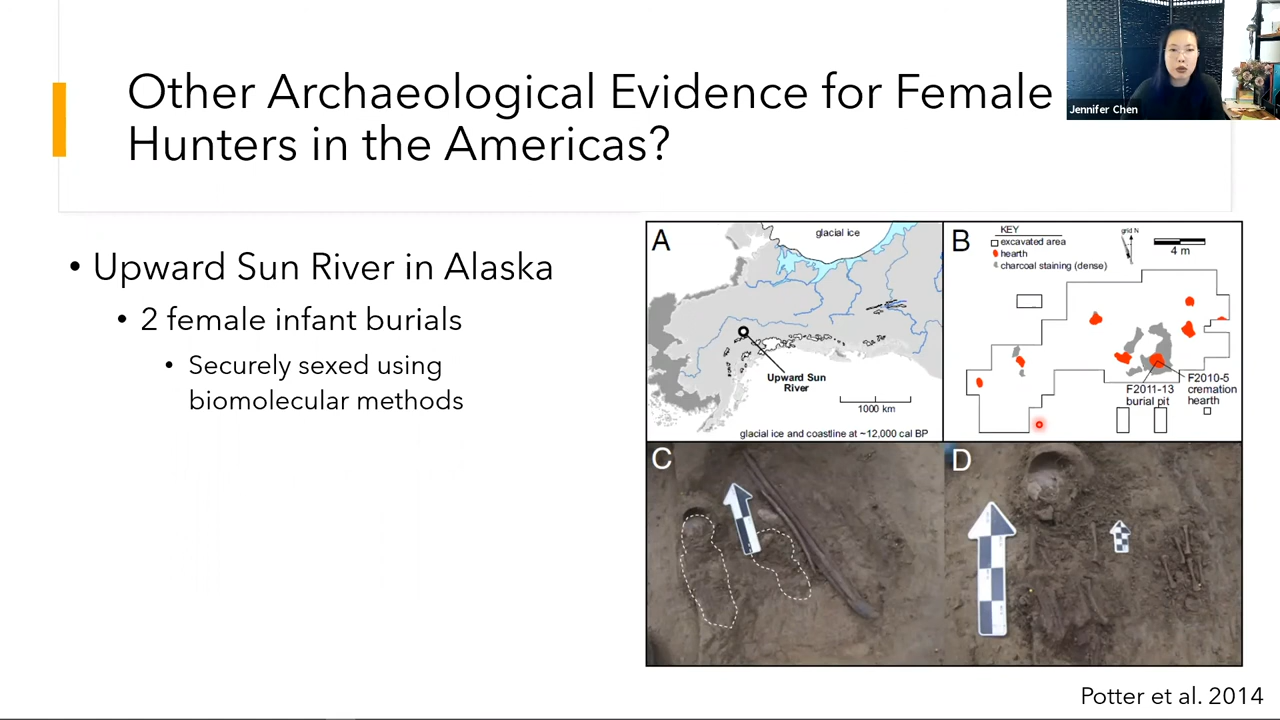 Other Archaeological Evidence for Female
Hunters in the Americas?
Jennifer Chen
• Upward Sun River in Alaska
• 2 female infant burials
• Securely sexed using
biomolecular methods
A
glacial ice
Upward Sun
River
1000 km
glacial ice and coastline at ~12,000 cal BP
B
KEY
excavated area
hearth
charcoal staining (dense)
grid N
4 m
F2011-13
burial pit
F2010-5
cremation
hearth
C
D
Potter et al. 2014